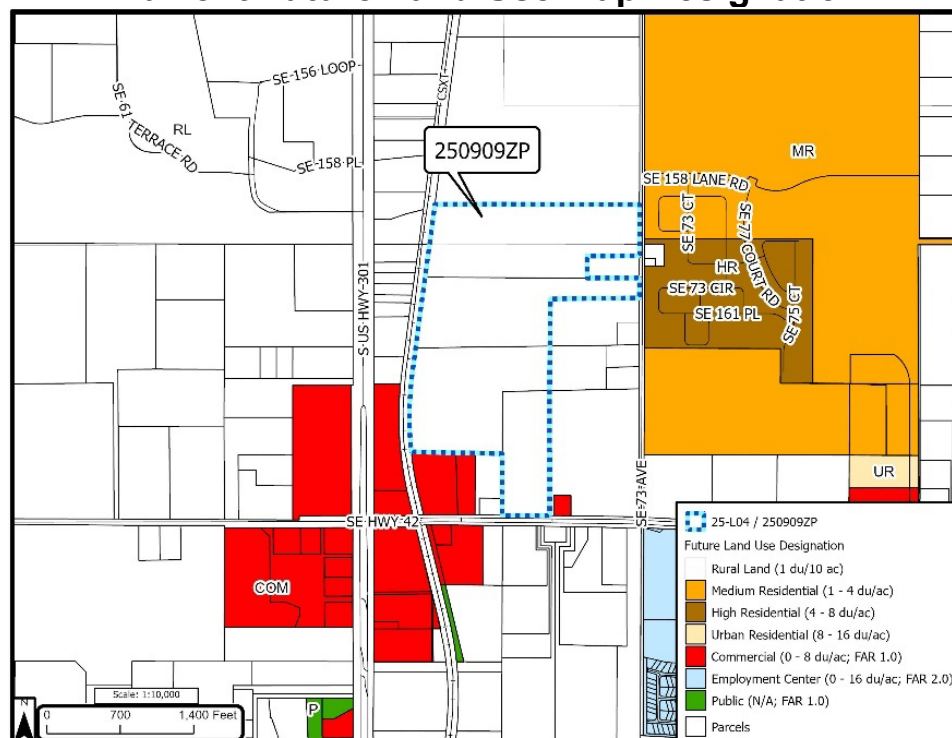 SE 156 LOOP
CSXT
SE 61 TERRACE RD
RL
SE 158 PL
250909ZP
MR
SE 158 LANE RD
SE 73 CT
SE 77 COURT RD
HR
SE 73 CIR
SE 161 PL
SE 75 CT
S US HWY 301
UR
SE 73 AVE
SE HWY 42
COM
P
25-L04 / 250909ZP
Future Land Use Designation
Rural Land (1 du/10 ac)
Medium Residential (1 - 4 du/ac)
High Residential (4 - 8 du/ac)
Urban Residential (8 - 16 du/ac)
Commercial (0 - 8 du/ac; FAR 1.0)
Employment Center (0 - 16 du/ac; FAR 2.0)
Public (N/A; FAR 1.0)
Parcels
N
Scale: 1:10,000
0 700 1,400 Feet